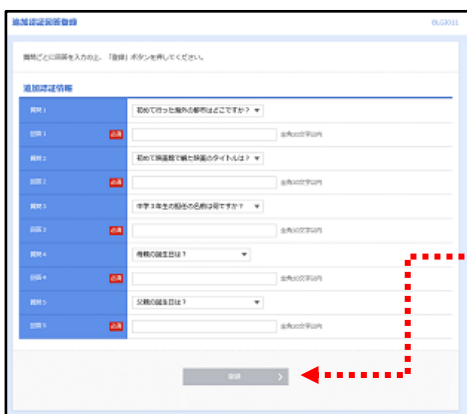 追加認証回答登録
BLGI011
質問ごとに回答を入力の上、「登録」ボタンを押してください。
追加認証情報
質問1 初めて行った海外の都市はどこですか？
回答1 必須 全角10文字以内
質問2 初めて映画館で観た映画のタイトルは？
回答2 必須 全角10文字以内
質問3 中学3年生の担任の名前は何ですか？
回答3 必須 全角10文字以内
質問4 母親の誕生日は？
回答4 必須 全角10文字以内
質問5 父親の誕生日は？
回答5 必須 全角10文字以内
登録